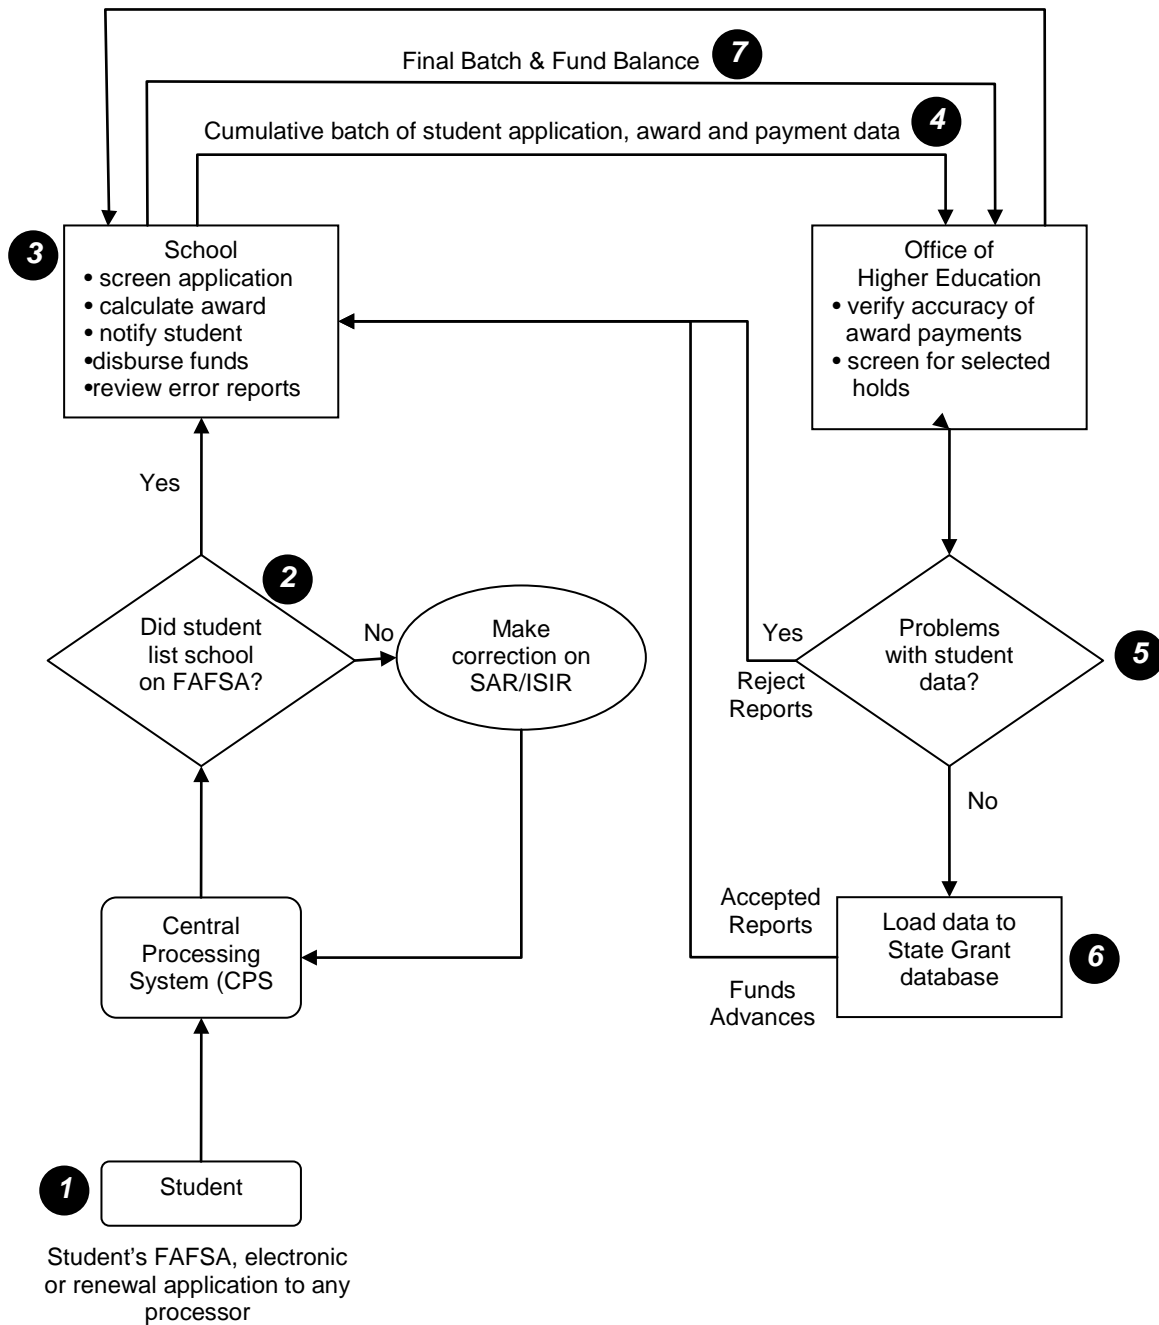 Final Batch & Fund Balance 7
Cumulative batch of student application, award and payment data 4
3
School
• screen application
• calculate award
• notify student
•disburse funds
•review error reports
Office of
Higher Education
• verify accuracy of
award payments
• screen for selected
holds
Yes
2
Did student
list school
on FAFSA?
No
Make
correction on
SAR/ISIR
Yes
Reject
Reports
Problems
with student
data?
5
No
Central
Processing
System (CPS
Accepted
Reports
Funds
Advances
Load data to
State Grant
database
6
1
Student
Student's FAFSA, electronic
or renewal application to any
processor